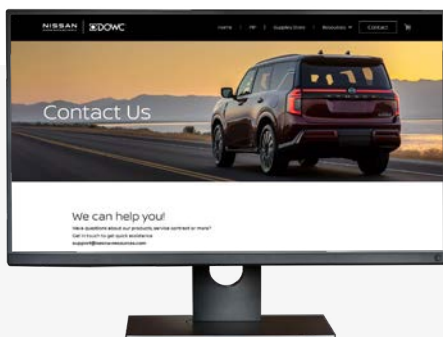 NISSAN DOWC
Home
Supplies Store
Resources
Contact
Contact Us
We can help you!
Have questions about our products, service contract or more?
Get in touch to get quick assistance